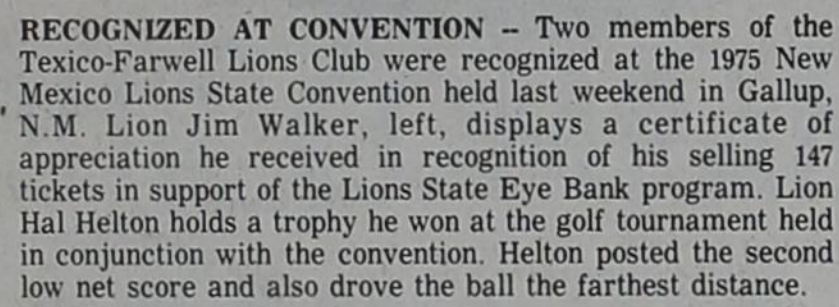 RECOGNIZED AT CONVENTION -- Two members of the
Texico-Farwell Lions Club were recognized at the 1975 New
Mexico Lions State Convention held last weekend in Gallup,
N.M. Lion Jim Walker, left, displays a certificate of
appreciation he received in recognition of his selling 147
tickets in support of the Lions State Eye Bank program. Lion
Hal Helton holds a trophy he won at the golf tournament held
in conjunction with the convention. Helton posted the second
low net score and also drove the ball the farthest distance.